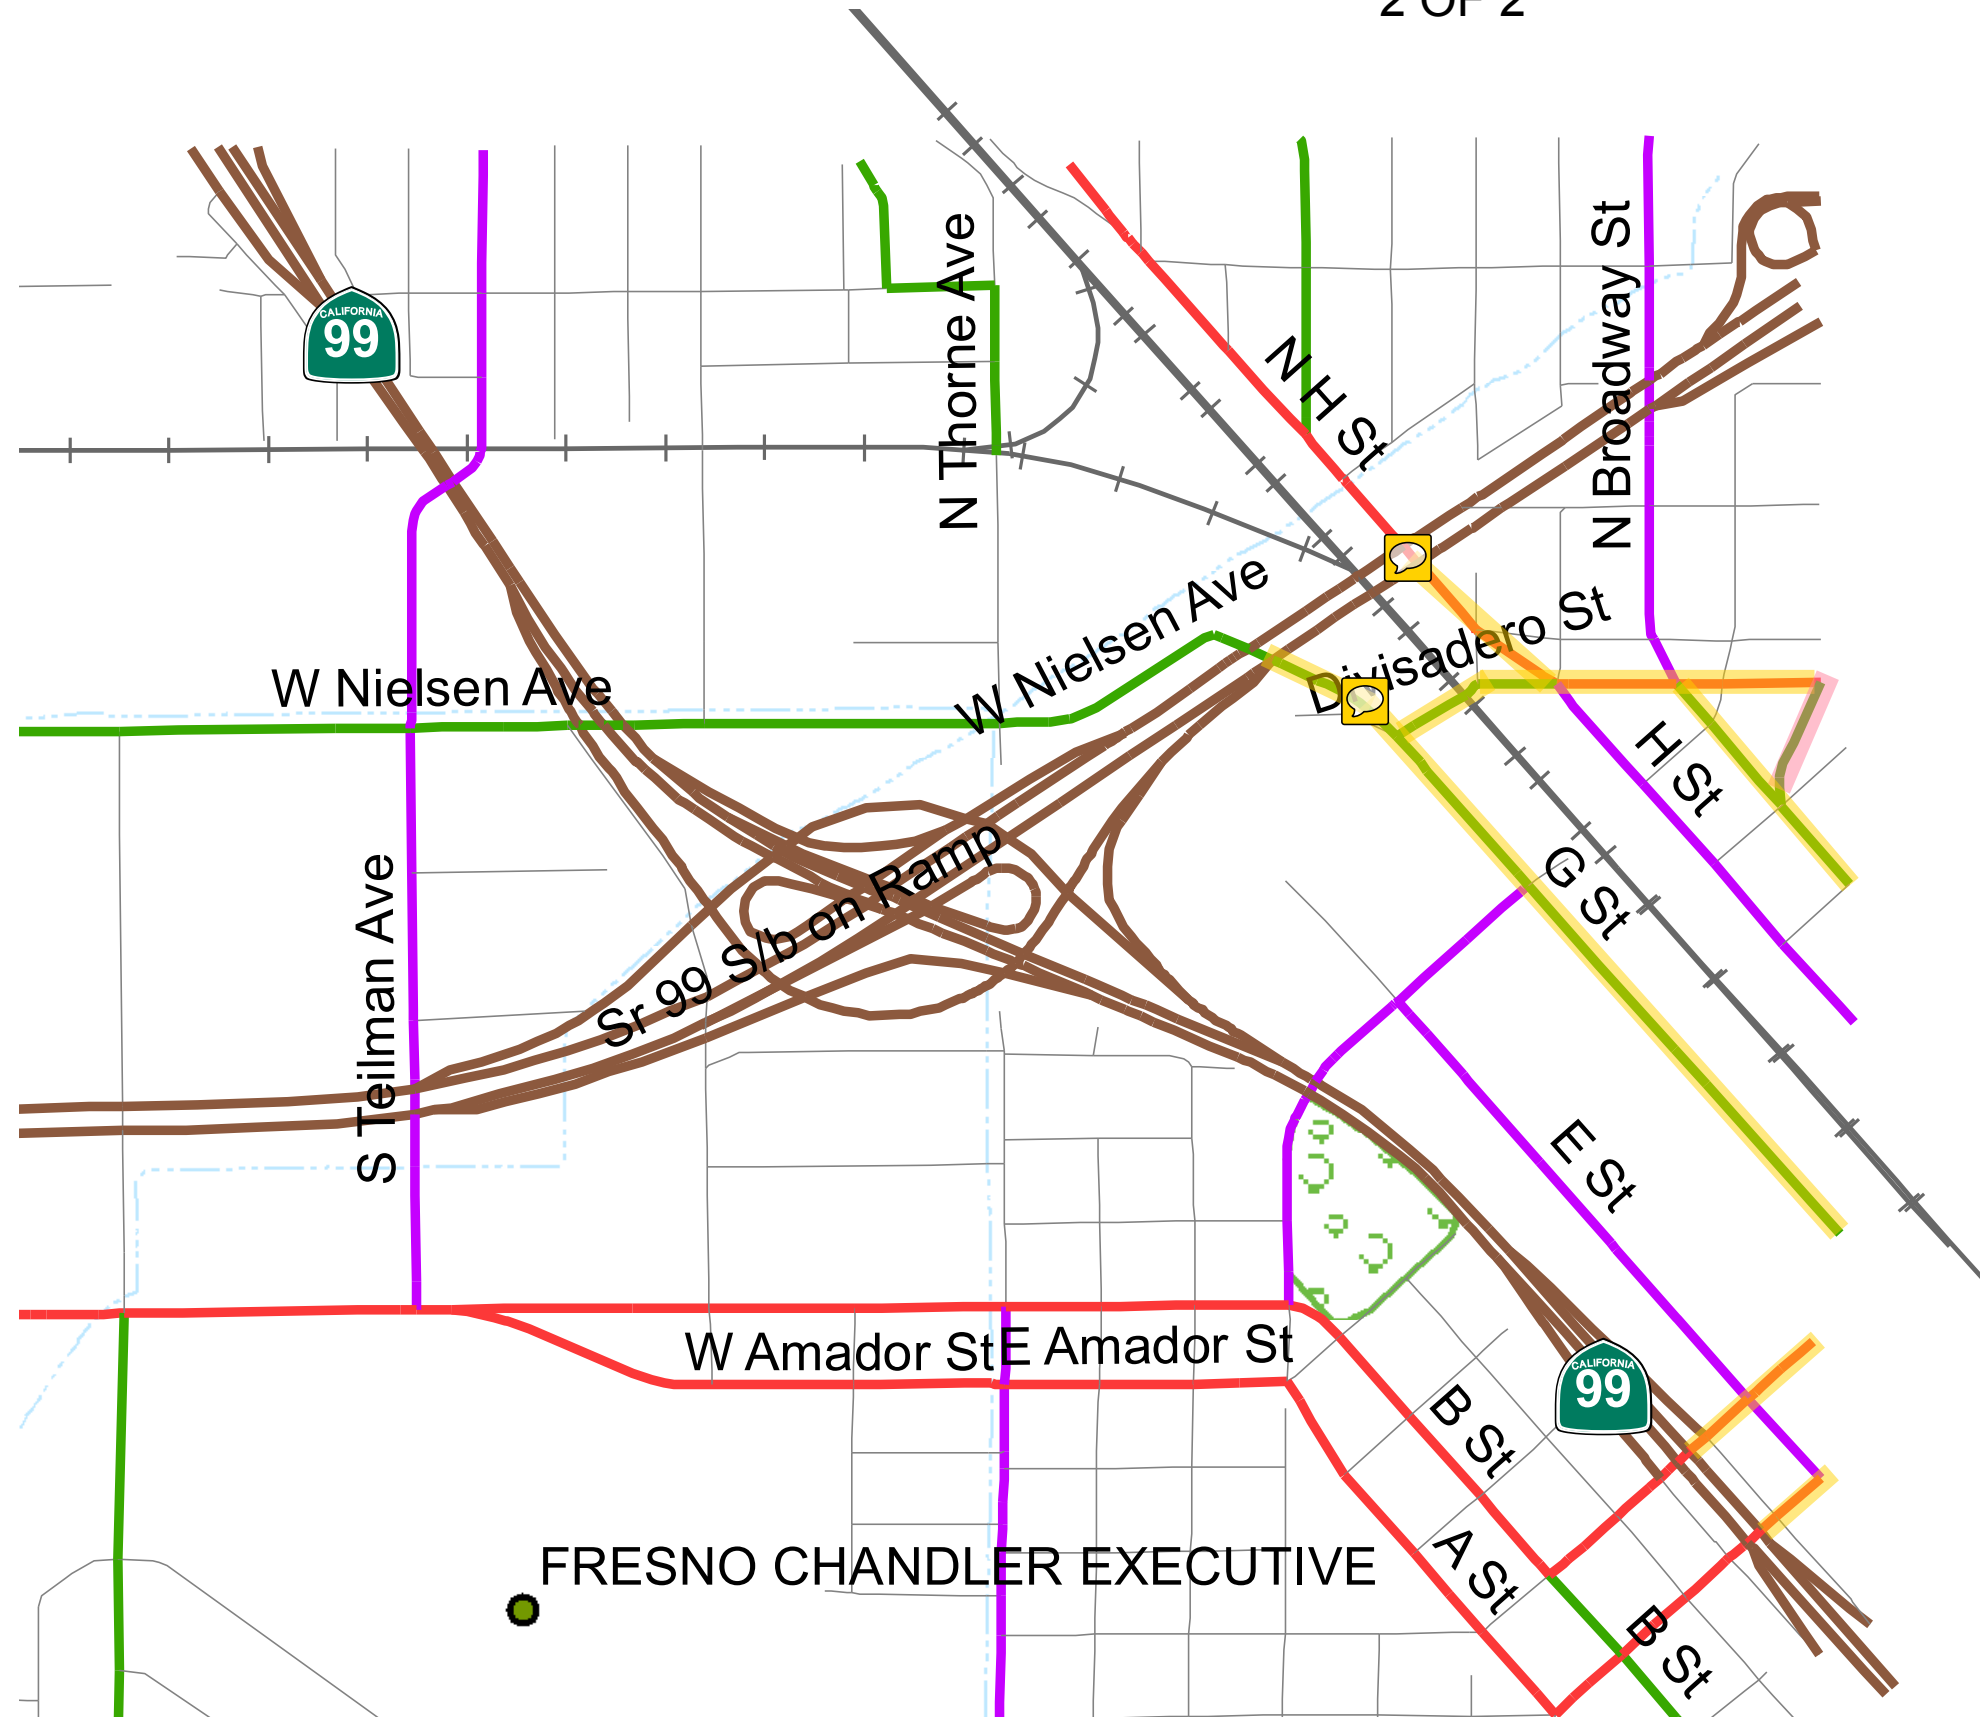 2 OF 2
CALIFORNIA
99
N Thorne Ave
N H St
N Broadway St
W Nielsen Ave
W Nielsen Ave
Divisadero St
H St
G St
Sr 99 S/b on Ramp
S Teilman Ave
E St
W Amador St
E Amador St
CALIFORNIA
99
B St
A St
FRESNO CHANDLER EXECUTIVE
B St